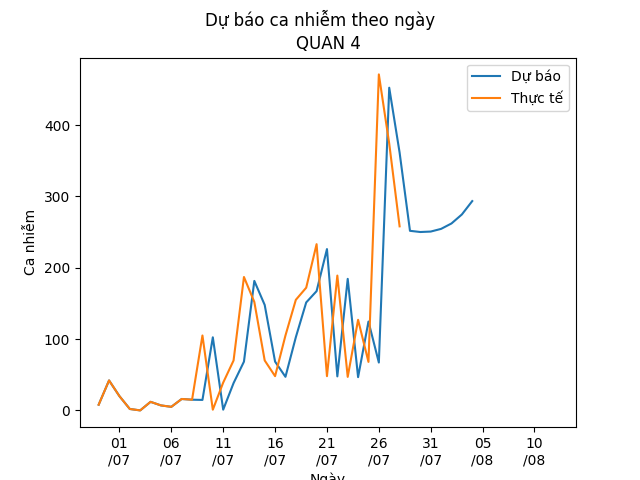 Dự báo ca nhiễm theo ngày
QUAN 4
Dự báo
Thực tế
Ca nhiễm
400
300
200
100
0
01 06 11 16 21 26 31 05 10
/07 /07 /07 /07 /07 /07 /07 /08 /08
Ngày